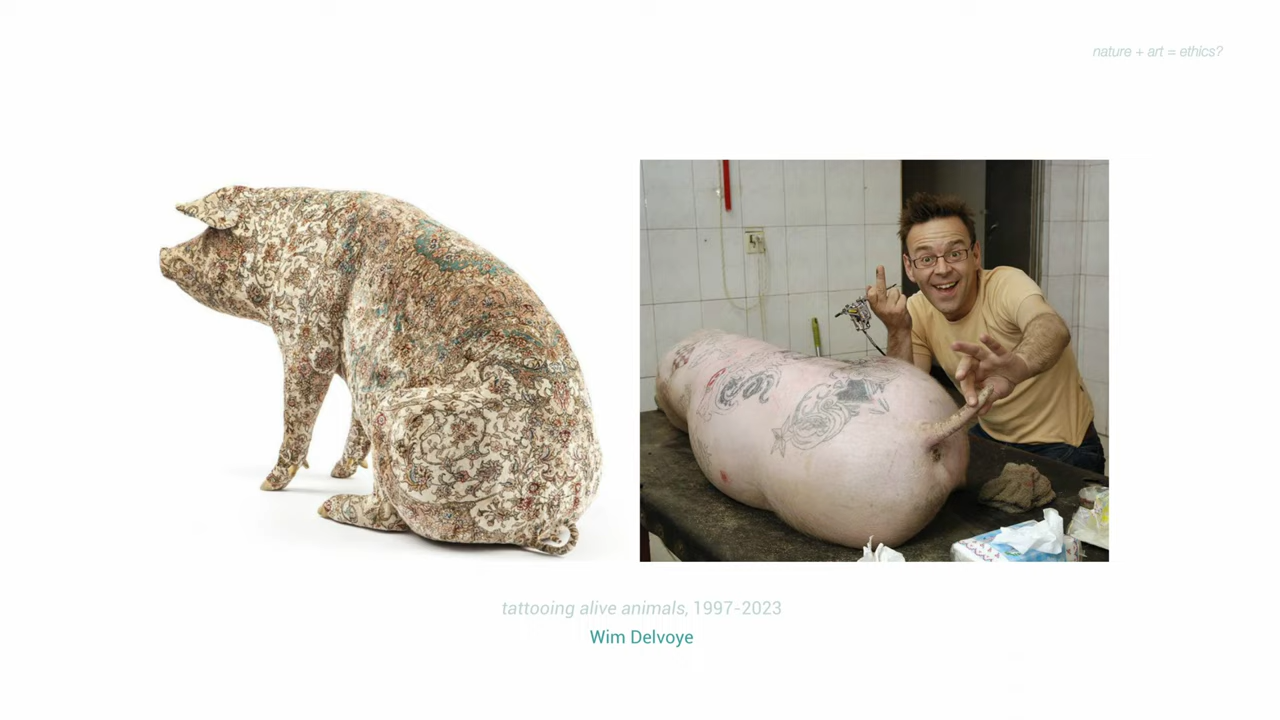 nature + art = ethics?
tattooing alive animals, 1997-2023
Wim Delvoye